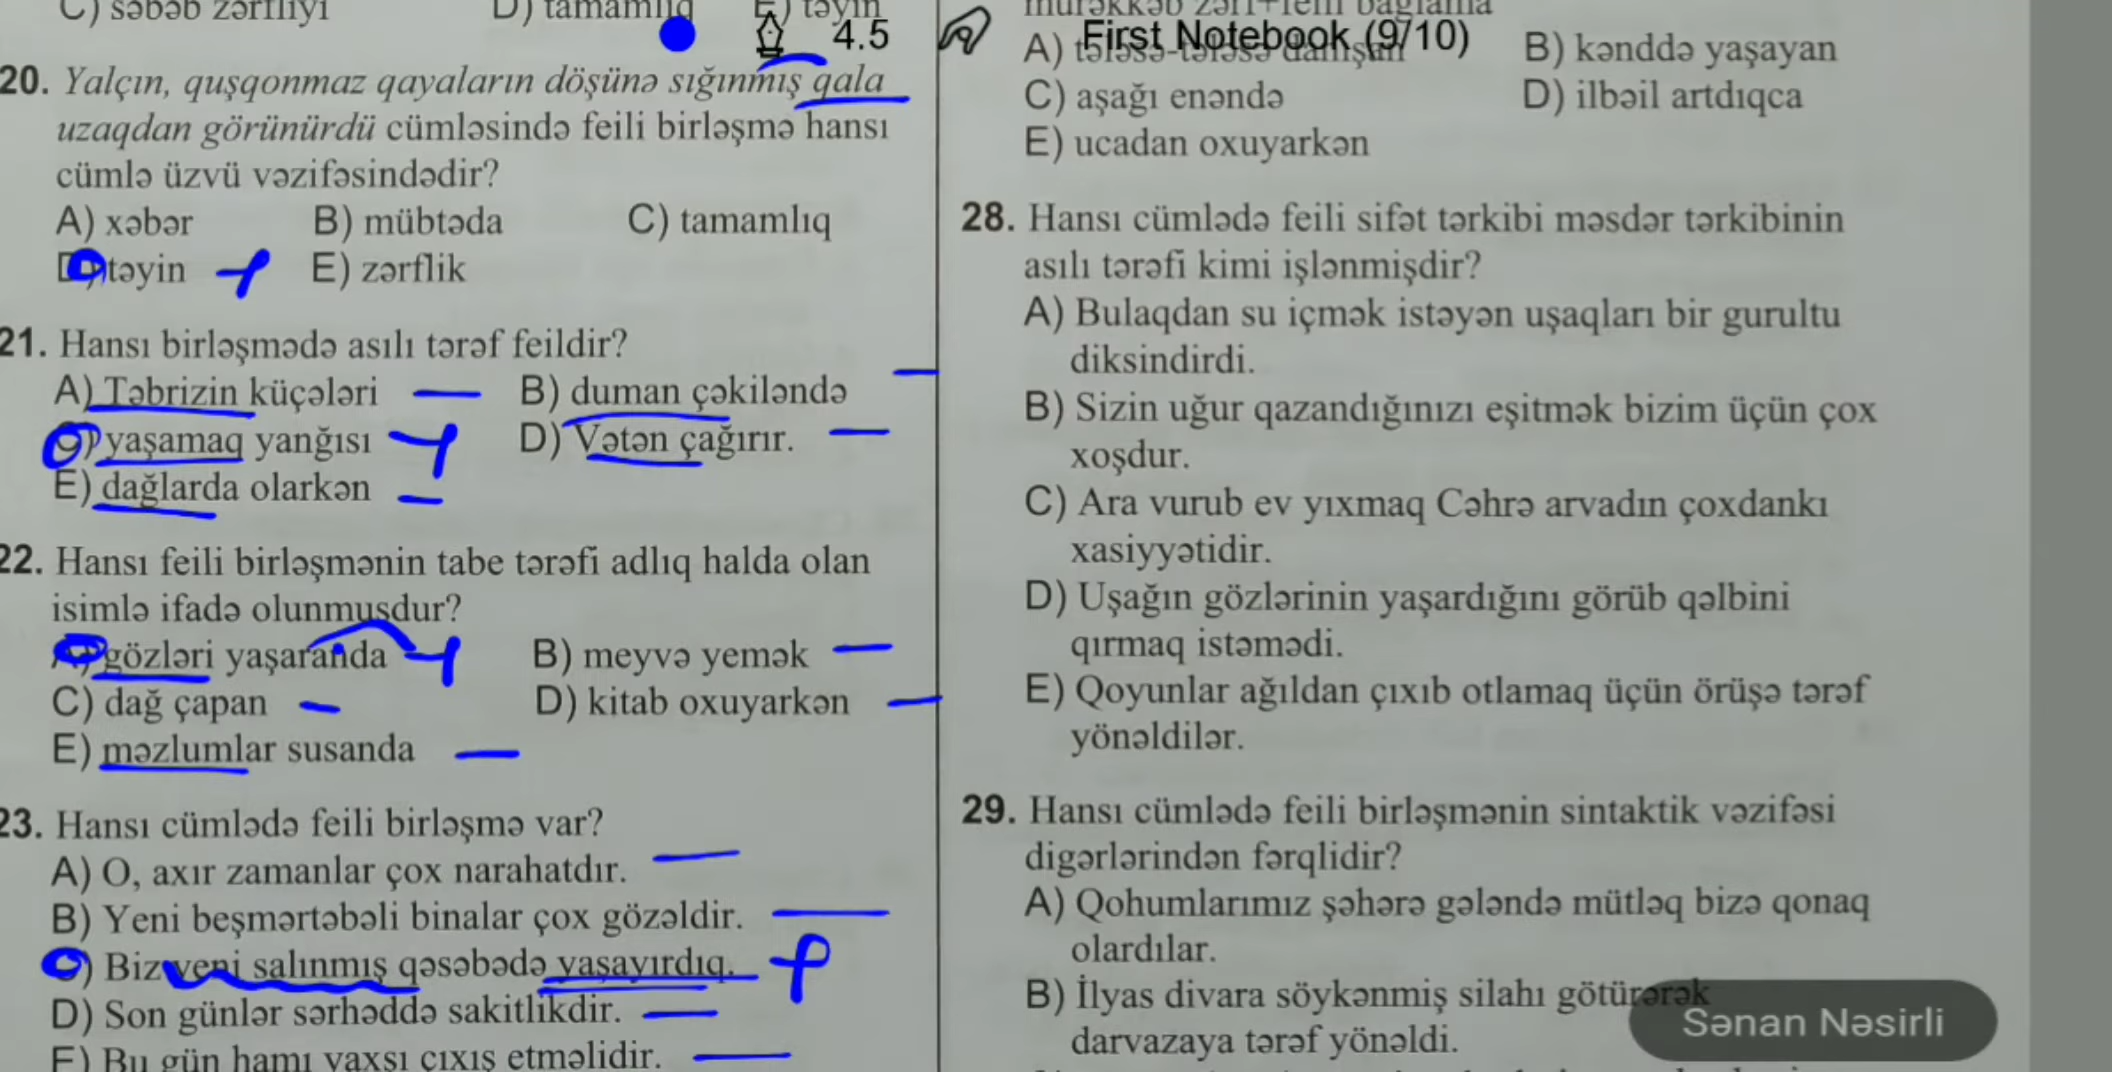 C) səbəb zərfliyi D) tamamlıq E) təyin
4.5
20. Yalçın, quşqonmaz qayaların döşünə sığınmış qala
uzaqdan görünürdü cümləsində feili birləşmə hansı
cümlə üzvü vəzifəsindədir?
A) xəbər B) mübtəda C) tamamlıq
D) təyin E) zərflik
21. Hansı birləşmədə asılı tərəf feildir?
A) Təbrizin küçələri B) duman çəkiləndə
C) yaşamaq yanğısı D) Vətən çağırır.
E) dağlarda olarkən
22. Hansı feili birləşmənin tabe tərəfi adlıq halda olan
isimlə ifadə olunmuşdur?
A) gözləri yaşaranda B) meyvə yemək
C) dağ çapan D) kitab oxuyarkən
E) məzlumlar susanda
23. Hansı cümlədə feili birləşmə var?
A) O, axır zamanlar çox narahatdır.
B) Yeni beşmərtəbəli binalar çox gözəldir.
C) Biz yeni salınmış qəsəbədə yaşayırdıq.
D) Son günlər sərhəddə sakitlikdir.
E) Bu gün hamı yaxşı çıxış etməlidir.
mürəkkəb zərf+feili bağlama
First Notebook (9/10)
A) tələsə-tələsə danışan B) kənddə yaşayan
C) aşağı enəndə D) ilbəil artdıqca
E) ucadan oxuyarkən
28. Hansı cümlədə feili sifət tərkibi məsdər tərkibinin
asılı tərəfi kimi işlənmişdir?
A) Bulaqdan su içmək istəyən uşaqları bir gurultu
diksindirdi.
B) Sizin uğur qazandığınızı eşitmək bizim üçün çox
xoşdur.
C) Ara vurub ev yıxmaq Cəhrə arvadın çoxdankı
xasiyyətidir.
D) Uşağın gözlərinin yaşardığını görüb qəlbini
qırmaq istəmədi.
E) Qoyunlar ağıldan çıxıb otlamaq üçün örüşə tərəf
yönəldilər.
29. Hansı cümlədə feili birləşmənin sintaktik vəzifəsi
digərlərindən fərqlidir?
A) Qohumlarımız şəhərə gələndə mütləq bizə qonaq
olardılar.
B) İlyas divara söykənmiş silahı götürərək
darvazaya tərəf yönəldi.
Sənan Nəsirli